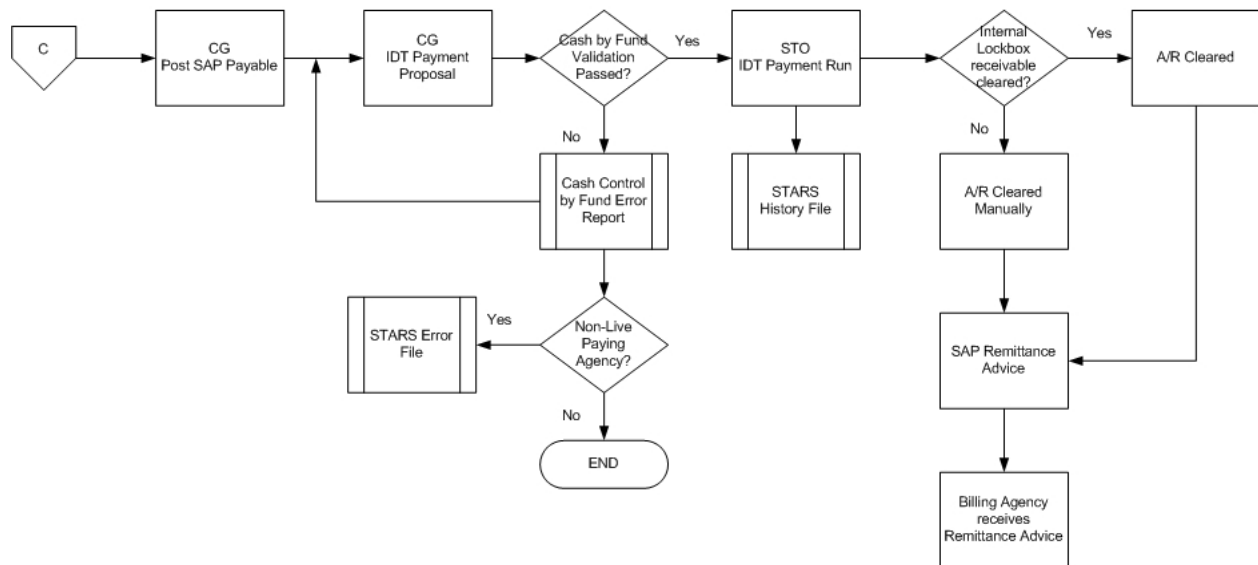 C
CG
Post SAP Payable
CG
IDT Payment
Proposal
Cash by Fund
Validation
Passed?
Yes
STO
IDT Payment Run
Internal
Lockbox
receivable
cleared?
Yes
A/R Cleared
No
No
Cash Control
by Fund Error
Report
STARS
History File
A/R Cleared
Manually
STARS Error
File
Yes
Non-Live
Paying
Agency?
SAP Remittance
Advice
No
END
Billing Agency
receives
Remittance Advice